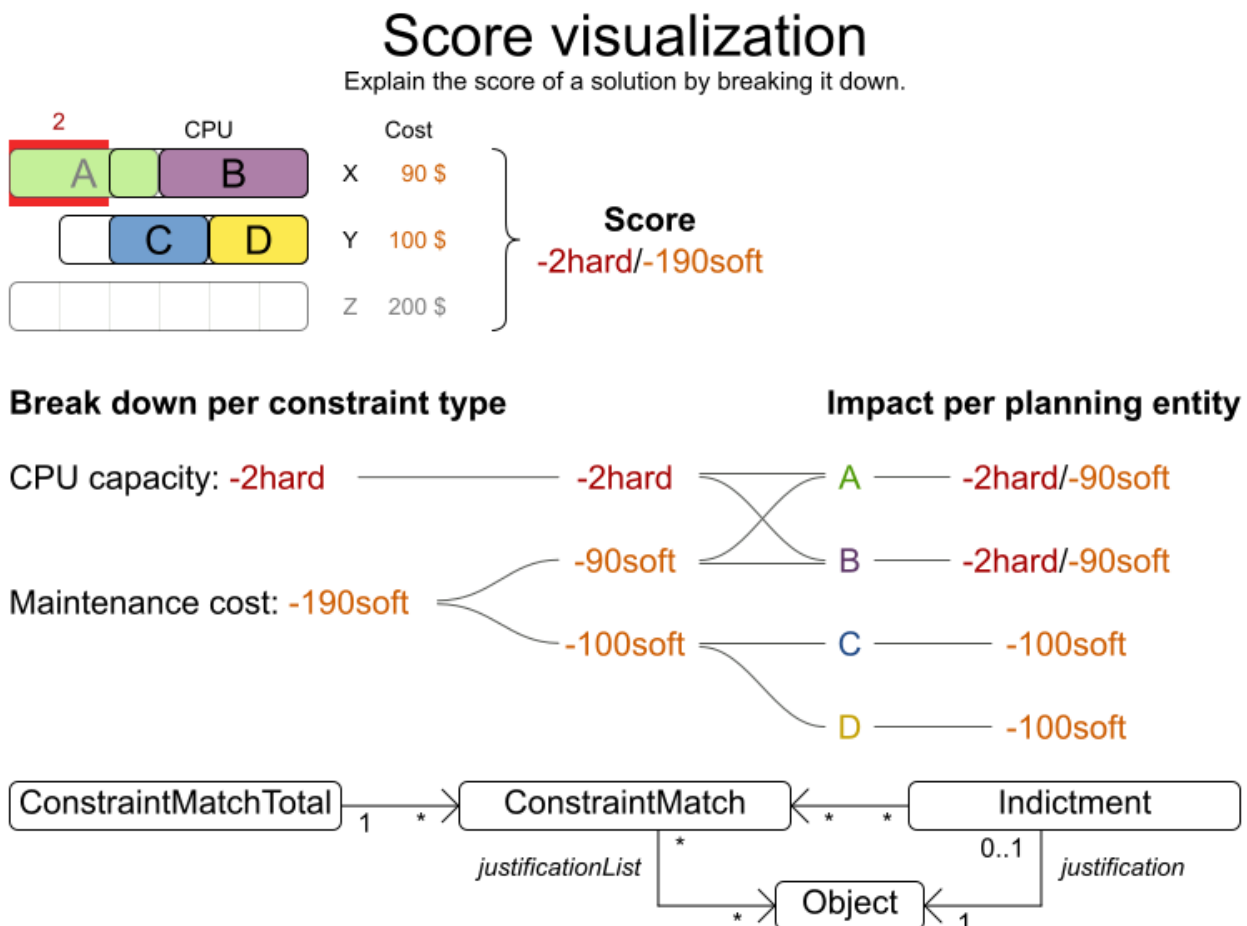 Score visualization
Explain the score of a solution by breaking it down.
2 CPU Cost
A B X 90 $
C D Y 100 $
Z 200 $
Score
-2hard/-190soft
Break down per constraint type Impact per planning entity
CPU capacity: -2hard -2hard A -2hard/-90soft
-90soft B -2hard/-90soft
Maintenance cost: -190soft
-100soft C -100soft
D -100soft
ConstraintMatchTotal ConstraintMatch Indictment
1 * * *
* 0..1
justificationList justification
Object
* 1